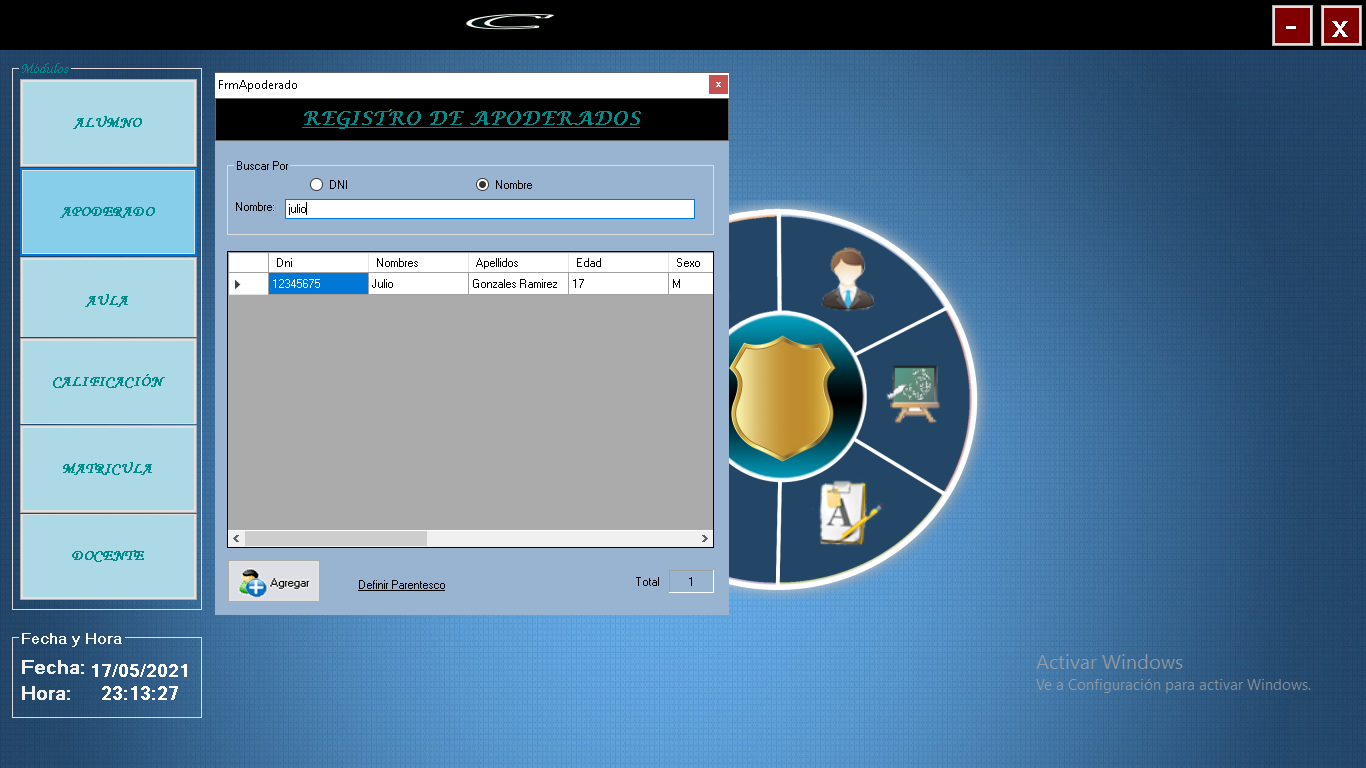 - x
Módulos
ALUMNO
APODERADO
AULA
CALIFICACIÓN
MATRICULA
DOCENTE
Fecha y Hora
Fecha: 17/05/2021
Hora: 23:13:27
FrmApoderado x
REGISTRO DE APODERADOS
Buscar Por
DNI Nombre
Nombre: julio
Dni Nombres Apellidos Edad Sexo
12345675 Julio Gonzales Ramirez 17 M
Agregar Definir Parentesco Total 1
A
Activar Windows
Ve a Configuración para activar Windows.